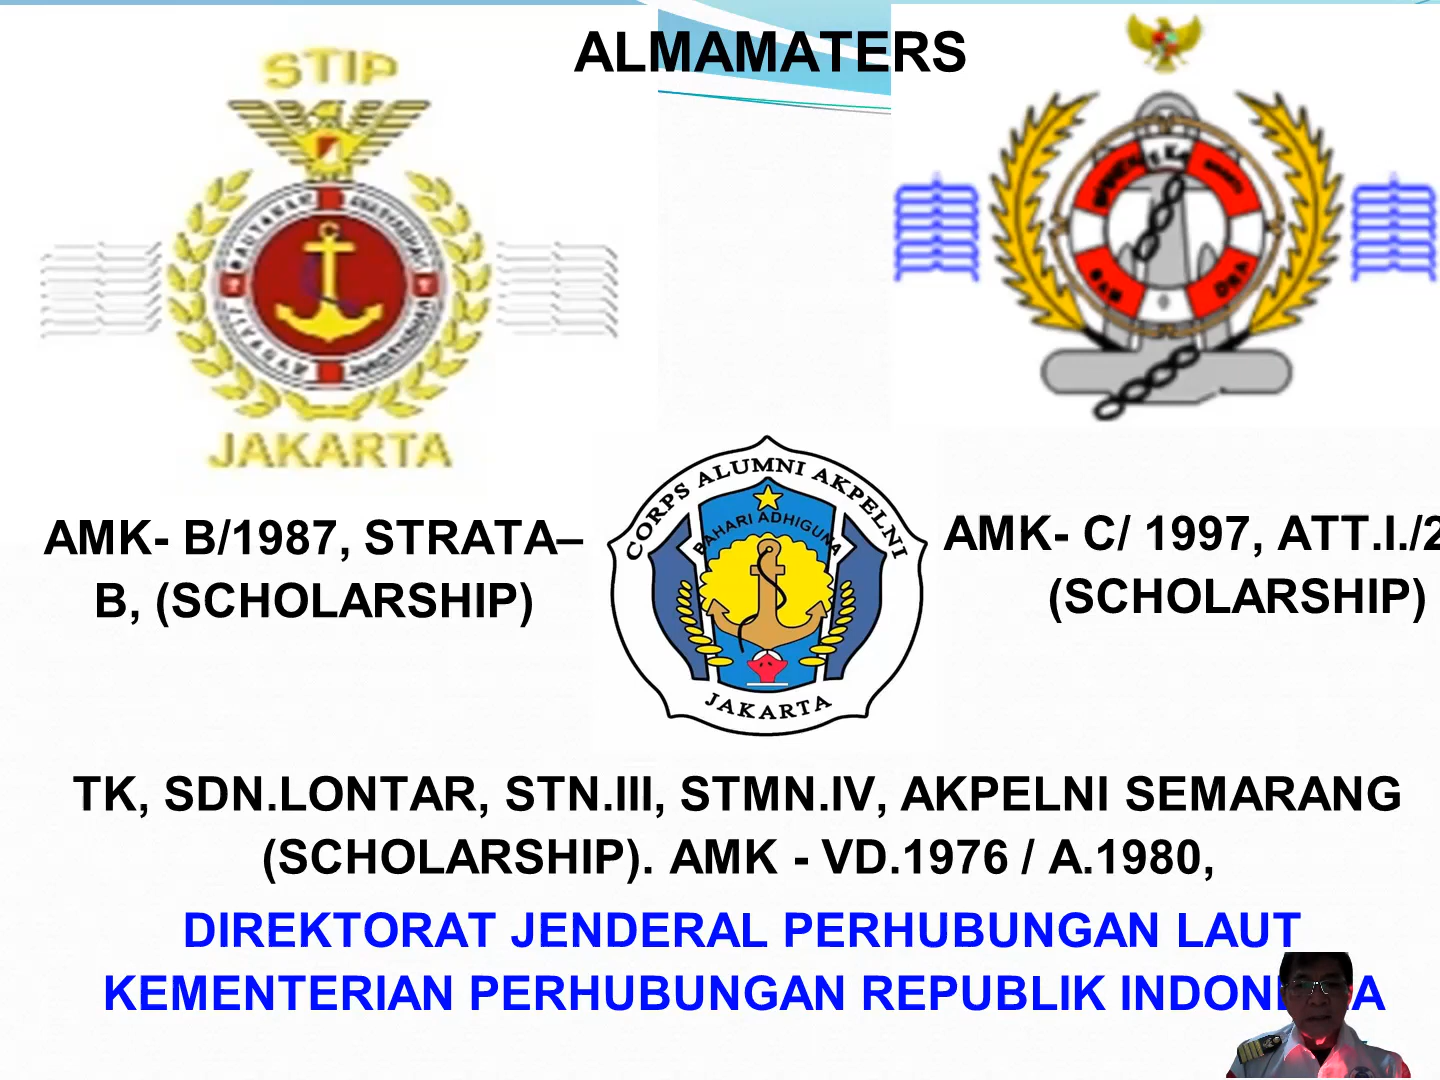 ALMAMATERS
STIP
JAKARTA
CORPS ALUMNI AKPELNI
BAHARI ADHIGUNA
JAKARTA
AMK- B/1987, STRATA–
B, (SCHOLARSHIP)
AMK- C/ 1997, ATT.I./2
(SCHOLARSHIP)
TK, SDN.LONTAR, STN.III, STMN.IV, AKPELNI SEMARANG
(SCHOLARSHIP). AMK - VD.1976 / A.1980,
DIREKTORAT JENDERAL PERHUBUNGAN LAUT
KEMENTERIAN PERHUBUNGAN REPUBLIK